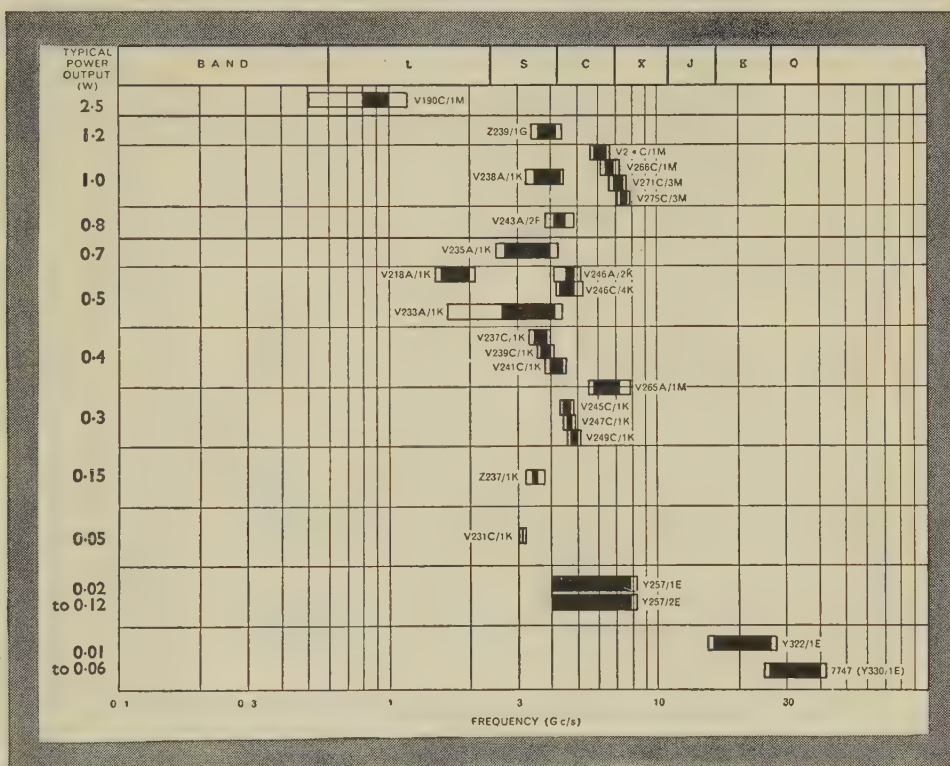 TYPICAL
POWER
OUTPUT
(W)
BAND L S C X J K Q
2.5
V190C/1M
1·2
Z239/1G
1·0
V2 C/1M
V266C/1M
V238A/1K
V271C/3M
V275C/3M
0·8
V243A/2F
0·7
V235A/1K
0·5
V218A/1K
V246A/2K
V246C/4K
V233A/1K
0·4
V237C/1K
V239C/1K
V241C/1K
V265A/1M
0·3
V245C/1K
V247C/1K
V249C/1K
0·15
Z237/1K
0·05
V231C/1K
0·02
to 0·12
Y257/1E
Y257/2E
0·01
to 0·06
Y322/1E
7747 (Y330/1E)
0·1 0·3 1 3 10 30
FREQUENCY (Gc/s)